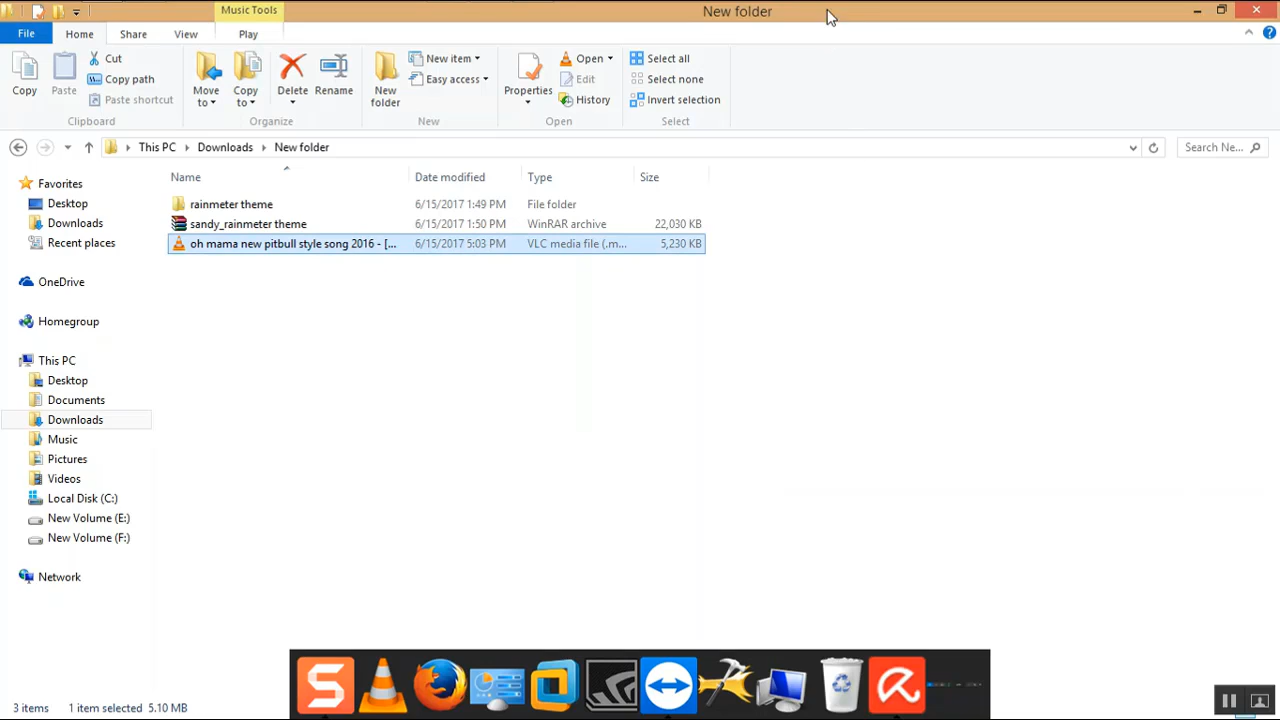 Music Tools
New folder
File
Home
Share
View
Play
Copy
Paste
Cut
Copy path
Paste shortcut
Clipboard
Move to
Copy to
Delete
Rename
Organize
New folder
New item
Easy access
New
Properties
Open
Edit
History
Open
Select all
Select none
Invert selection
Select
This PC
Downloads
New folder
Search Ne...
Name
Date modified
Type
Size
rainmeter theme
6/15/2017 1:49 PM
File folder
sandy_rainmeter theme
6/15/2017 1:50 PM
WinRAR archive
22,030 KB
oh mama new pitbull style song 2016 - [...
6/15/2017 5:03 PM
VLC media file (.m...
5,230 KB
Favorites
Desktop
Downloads
Recent places
OneDrive
Homegroup
This PC
Desktop
Documents
Downloads
Music
Pictures
Videos
Local Disk (C:)
New Volume (E:)
New Volume (F:)
Network
3 items
1 item selected 5.10 MB